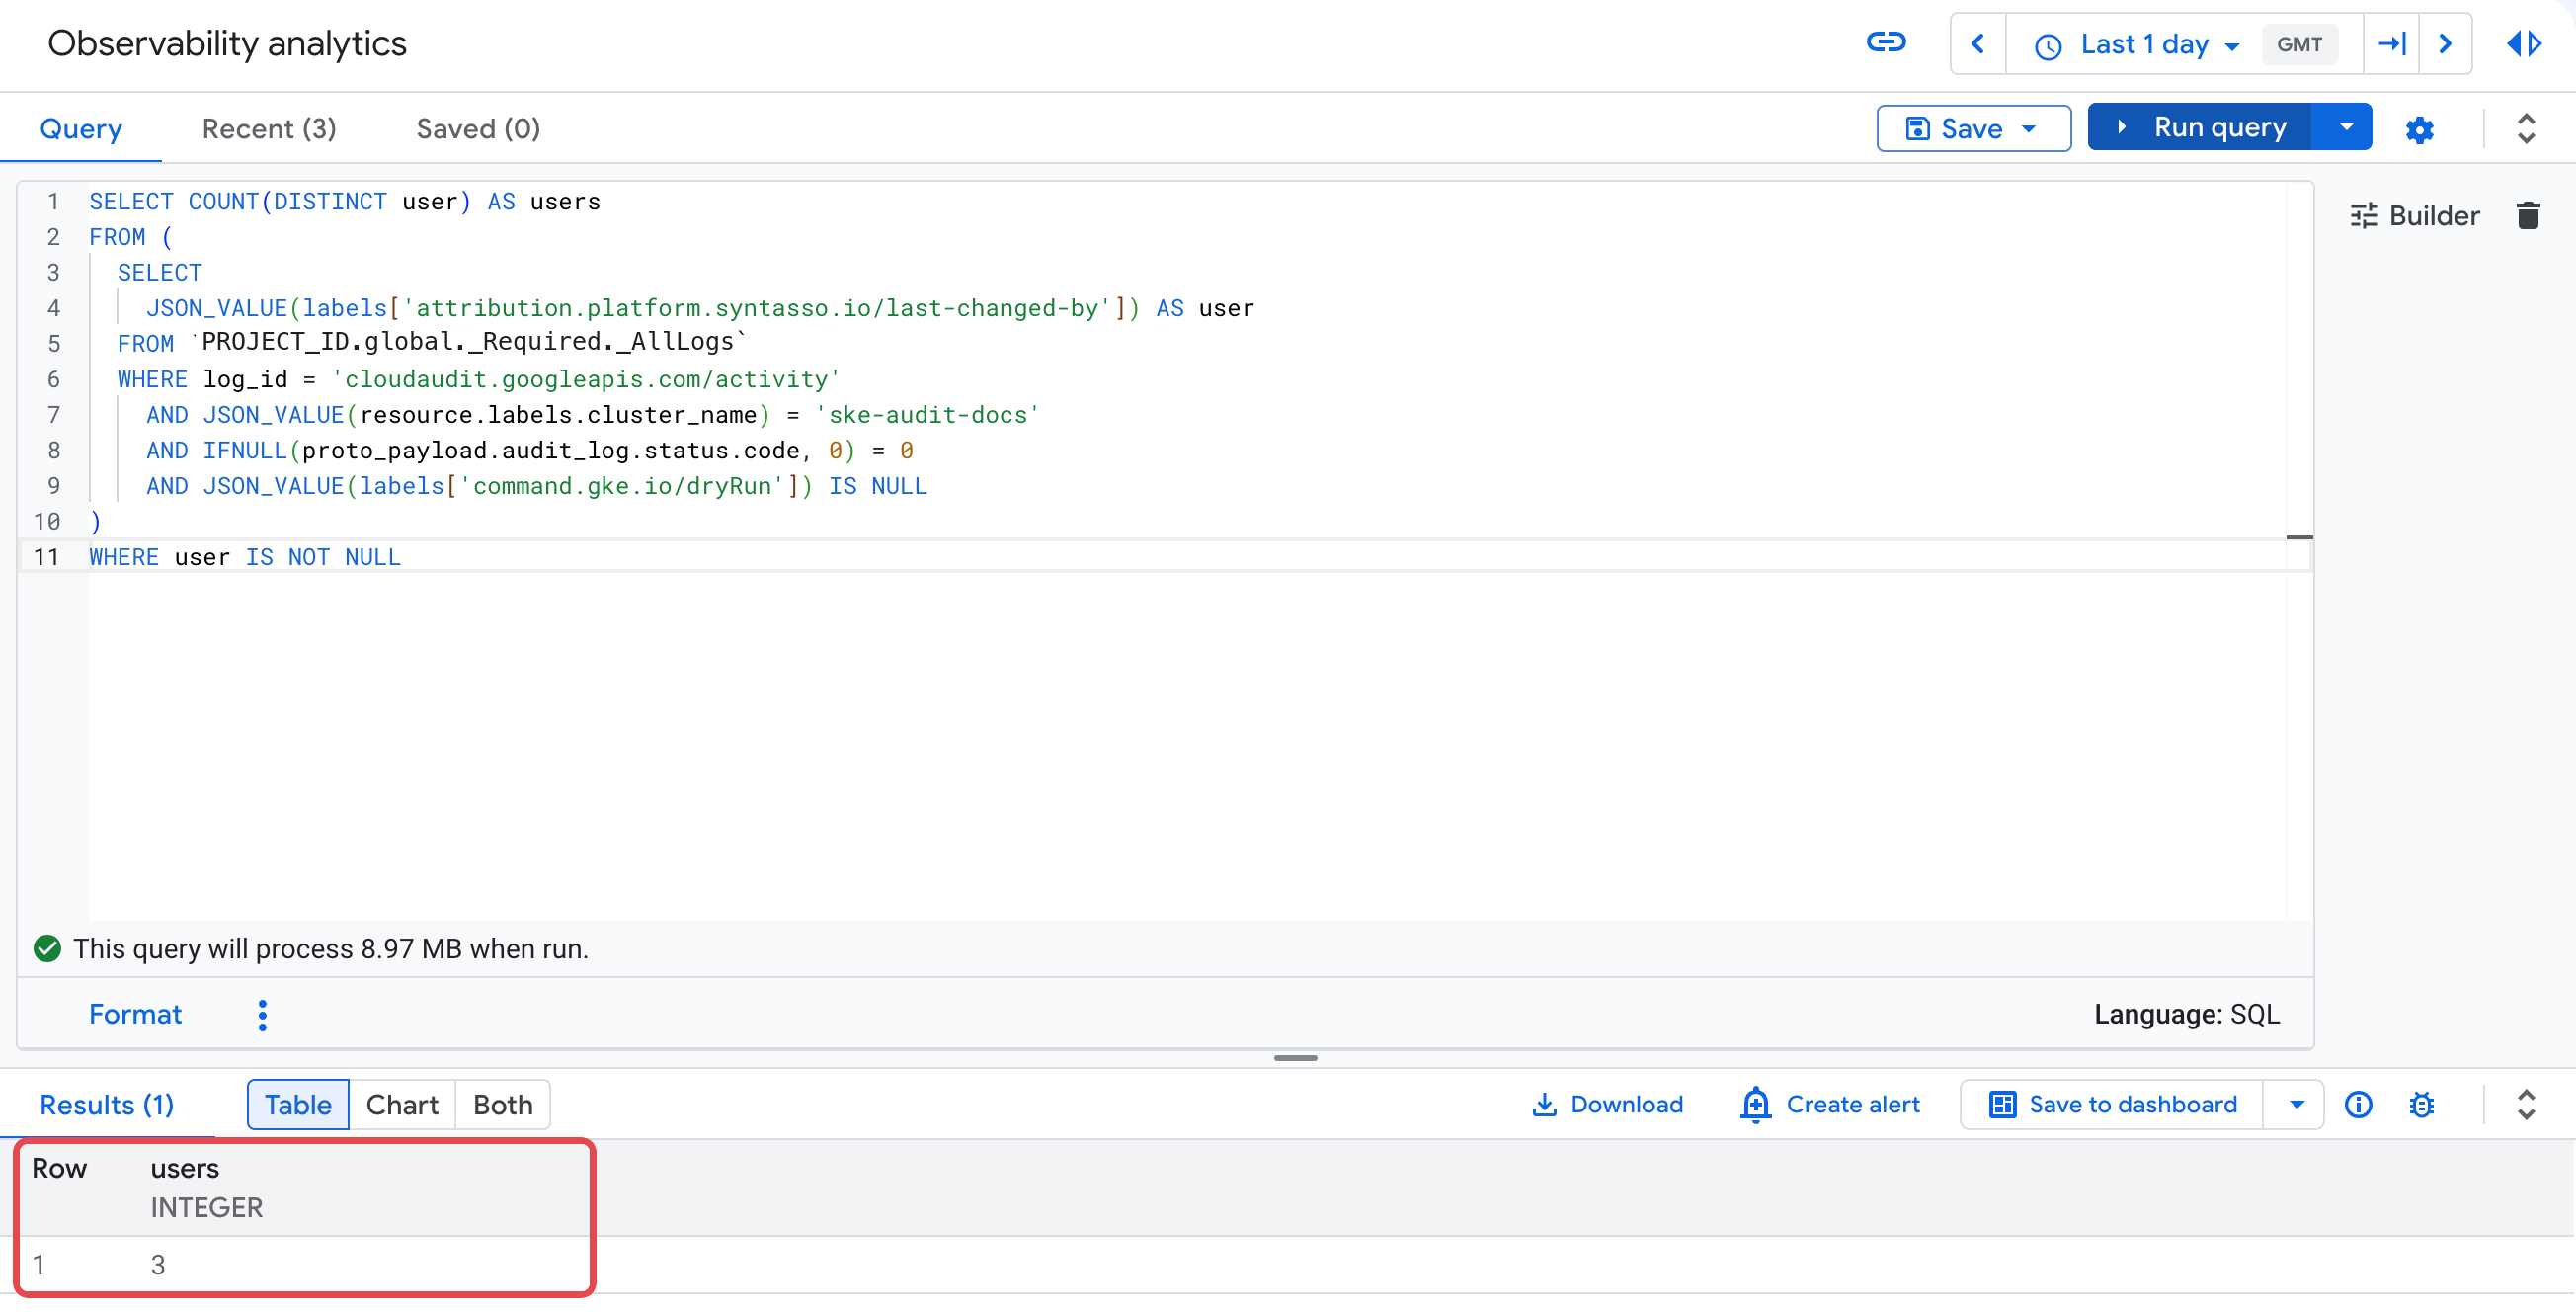 Observability analytics
Last 1 day GMT
Query Recent (3) Saved (0) Save Run query
1 SELECT COUNT(DISTINCT user) AS users
2 FROM (
3 SELECT
4 JSON_VALUE(labels['attribution.platform.syntasso.io/last-changed-by']) AS user
5 FROM `PROJECT_ID.global._Required._AllLogs`
6 WHERE log_id = 'cloudaudit.googleapis.com/activity'
7 AND JSON_VALUE(resource.labels.cluster_name) = 'ske-audit-docs'
8 AND IFNULL(proto_payload.audit_log.status.code, 0) = 0
9 AND JSON_VALUE(labels['command.gke.io/dryRun']) IS NULL
10 )
11 WHERE user IS NOT NULL
Builder
This query will process 8.97 MB when run.
Format Language: SQL
Results (1) Table Chart Both Download Create alert Save to dashboard
Row users
INTEGER
1 3